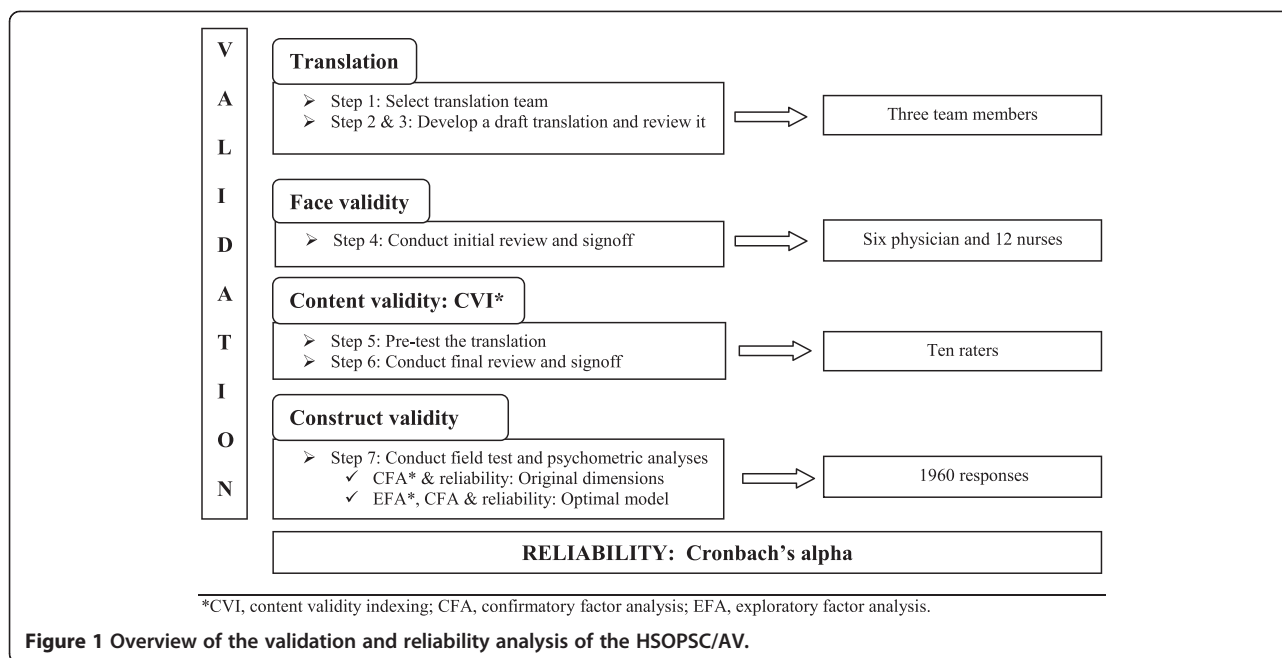 V
A
L
I
D
A
T
I
O
N
Translation
➢ Step 1: Select translation team
➢ Step 2 & 3: Develop a draft translation and review it
Three team members
Face validity
➢ Step 4: Conduct initial review and signoff
Six physician and 12 nurses
Content validity: CVI*
➢ Step 5: Pre-test the translation
➢ Step 6: Conduct final review and signoff
Ten raters
Construct validity
➢ Step 7: Conduct field test and psychometric analyses
✓ CFA* & reliability: Original dimensions
✓ EFA*, CFA & reliability: Optimal model
1960 responses
RELIABILITY: Cronbach's alpha
*CVI, content validity indexing; CFA, confirmatory factor analysis; EFA, exploratory factor analysis.
Figure 1 Overview of the validation and reliability analysis of the HSOPSC/AV.